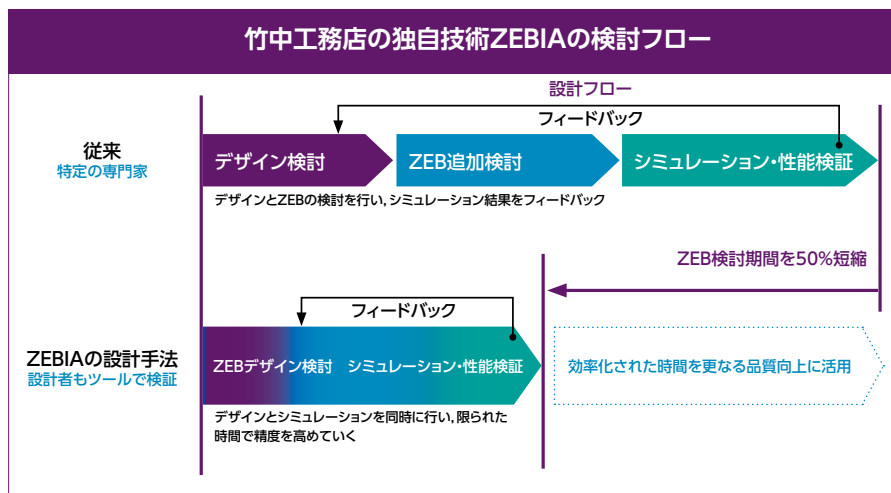 竹中工務店の独自技術ZEBIAの検討フロー
設計フロー
フィードバック
従来
特定の専門家
デザイン検討
ZEB追加検討
シミュレーション・性能検証
デザインとZEBの検討を行い，シミュレーション結果をフィードバック
ZEB検討期間を50%短縮
フィードバック
ZEBIAの設計手法
設計者もツールで検証
ZEBデザイン検討 シミュレーション・性能検証
効率化された時間を更なる品質向上に活用
デザインとシミュレーションを同時に行い，限られた
時間で精度を高めていく